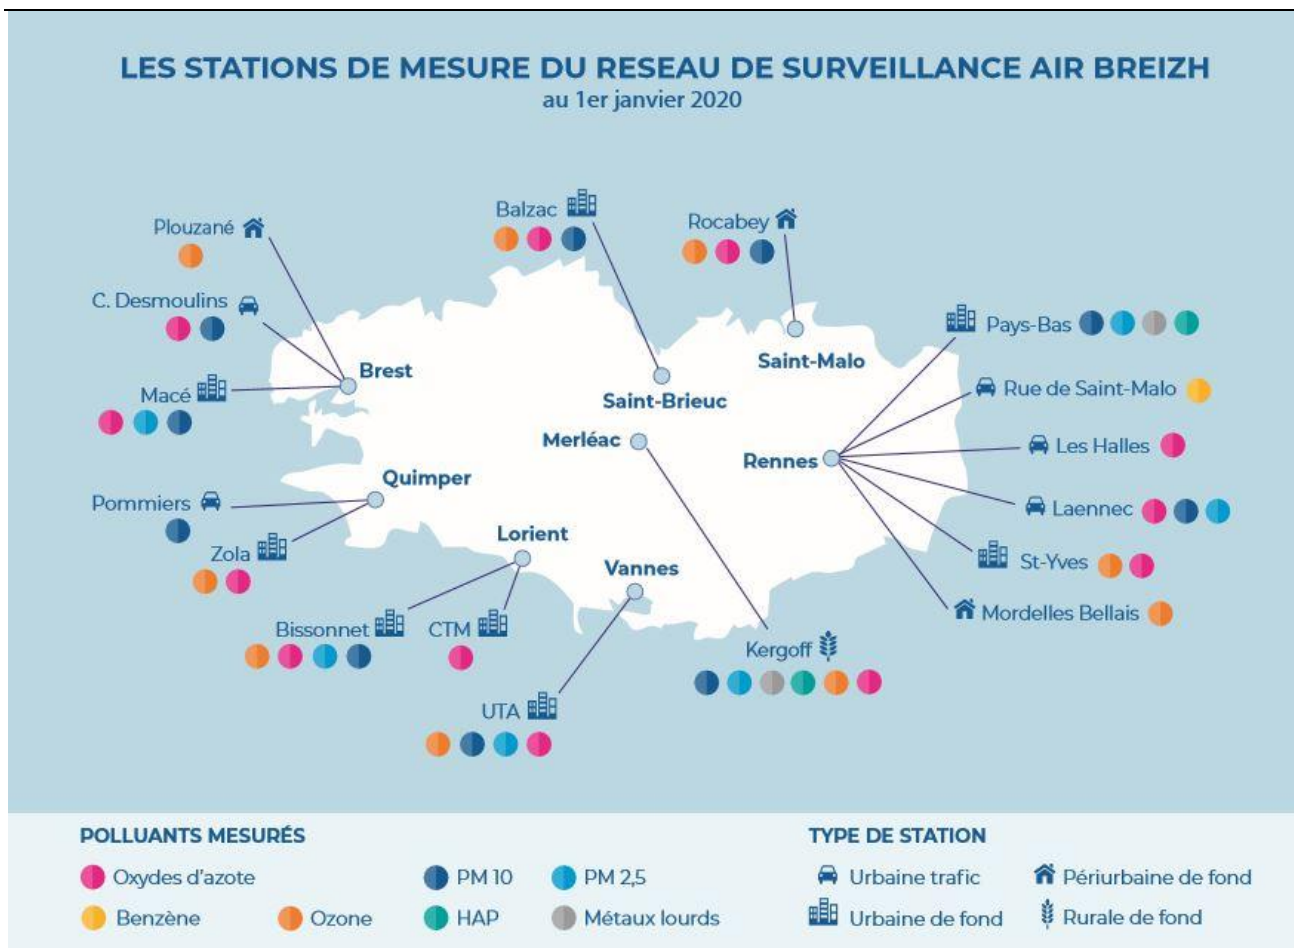 LES STATIONS DE MESURE DU RESEAU DE SURVEILLANCE AIR BREIZH
au 1er janvier 2020
Balzac
Rocabey
Plouzané
C. Desmoulins
Pays-Bas
Saint-Malo
Brest
Macé
Rue de Saint-Malo
Saint-Brieuc
Merléac
Les Halles
Rennes
Quimper
Pommiers
Laennec
Lorient
Zola
Vannes
St-Yves
Mordelles Bellais
Bissonnet
CTM
Kergoff
UTA
POLLUANTS MESURÉS
Oxydes d'azote
PM 10
PM 2,5
Benzène
Ozone
HAP
Métaux lourds
TYPE DE STATION
Urbaine trafic
Périurbaine de fond
Urbaine de fond
Rurale de fond